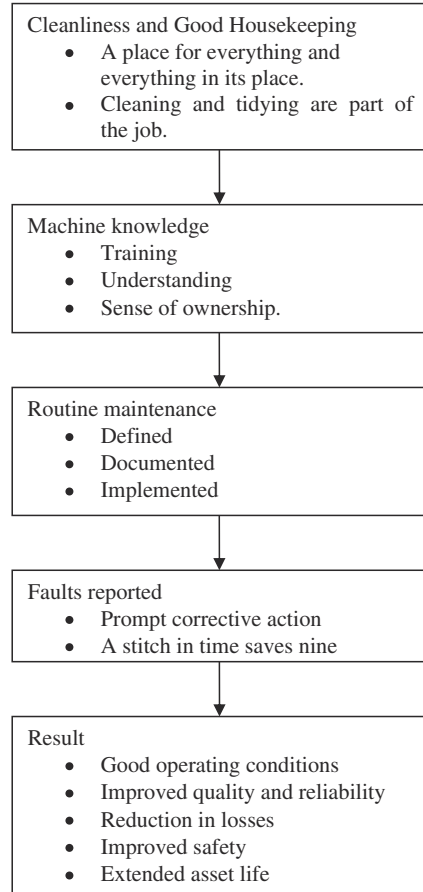 Cleanliness and Good Housekeeping
• A place for everything and
everything in its place.
• Cleaning and tidying are part of
the job.
Machine knowledge
• Training
• Understanding
• Sense of ownership.
Routine maintenance
• Defined
• Documented
• Implemented
Faults reported
• Prompt corrective action
• A stitch in time saves nine
Result
• Good operating conditions
• Improved quality and reliability
• Reduction in losses
• Improved safety
• Extended asset life